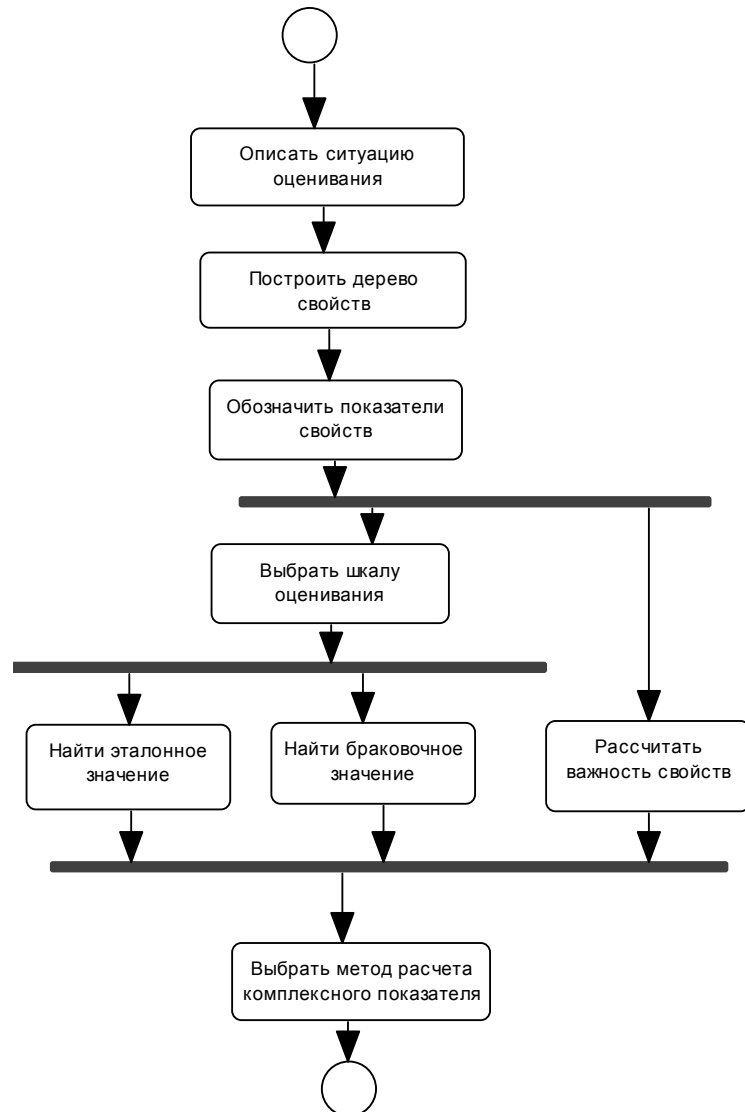 Описать ситуацию
оценивания
Построить дерево
свойств
Обозначить показатели
свойств
Выбрать шкалу
оценивания
Найти эталонное
значение
Найти браковочное
значение
Рассчитать
важность свойств
Выбрать метод расчета
комплексного показателя